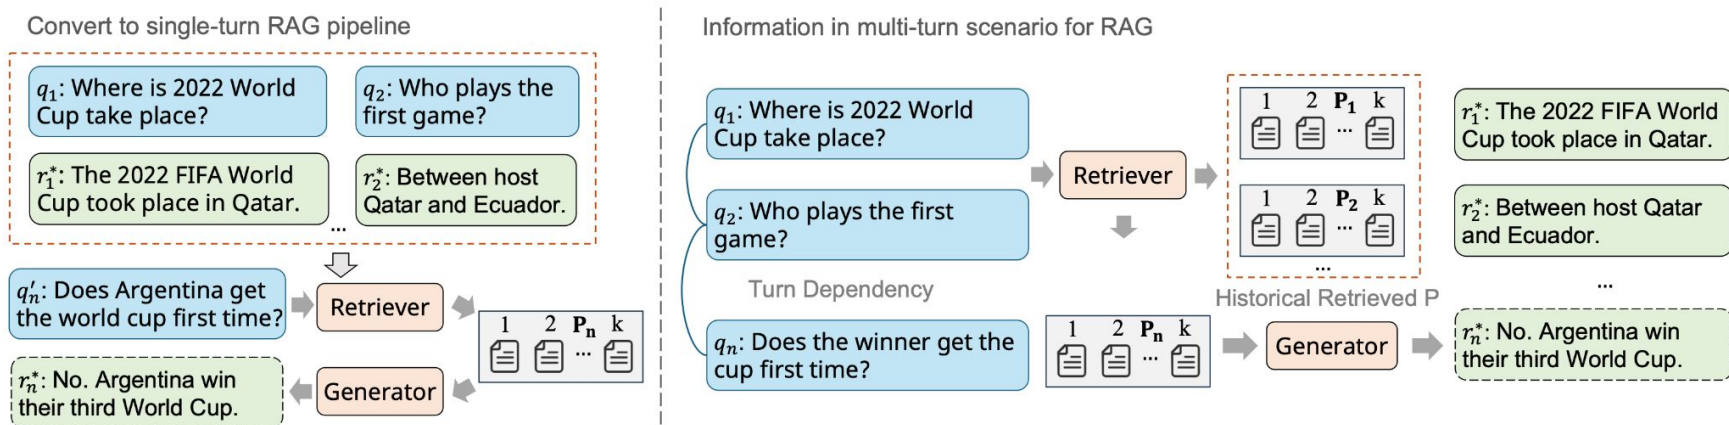 Convert to single-turn RAG pipeline
q₁: Where is 2022 World
Cup take place?
q₂: Who plays the
first game?
r₁*: The 2022 FIFA World
Cup took place in Qatar.
r₂*: Between host
Qatar and Ecuador.
...
qₙ′: Does Argentina get
the world cup first time?
Retriever
1 2 Pₙ k
...
rₙ*: No. Argentina win
their third World Cup.
Generator
Information in multi-turn scenario for RAG
q₁: Where is 2022 World
Cup take place?
q₂: Who plays the first
game?
Turn Dependency
qₙ: Does the winner get the
cup first time?
Retriever
1 2 P₁ k
...
1 2 P₂ k
...
...
Historical Retrieved P
1 2 Pₙ k
...
Generator
r₁*: The 2022 FIFA World
Cup took place in Qatar.
r₂*: Between host Qatar
and Ecuador.
...
rₙ*: No. Argentina win
their third World Cup.